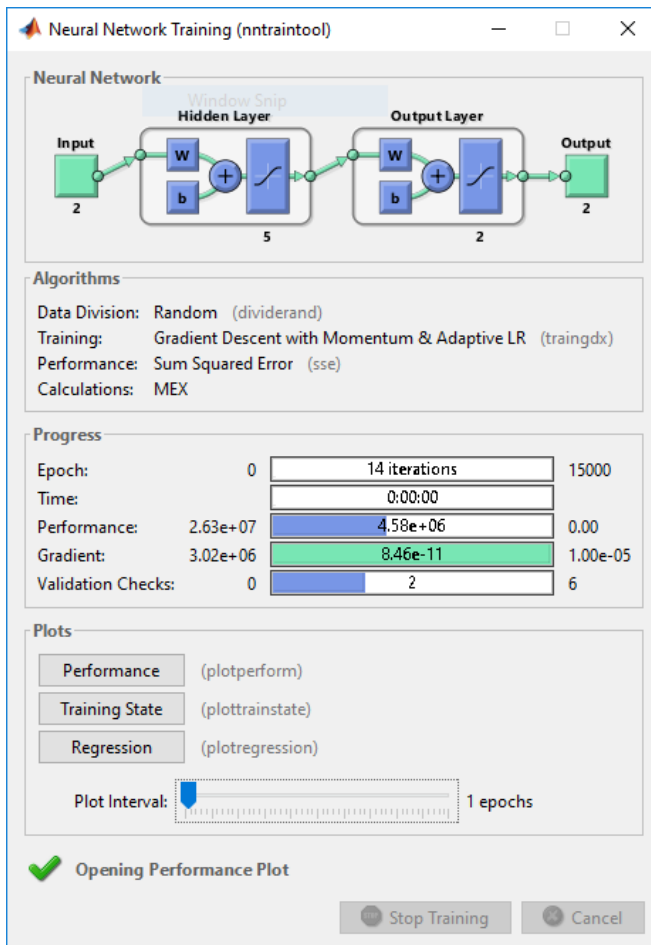 Neural Network Training (nntraintool)
Neural Network
Window Snip
Hidden Layer
Output Layer
Input
Output
W
b
+
W
b
+
2
5
2
2
Algorithms
Data Division: Random (dividerand)
Training: Gradient Descent with Momentum & Adaptive LR (traingdx)
Performance: Sum Squared Error (sse)
Calculations: MEX
Progress
Epoch: 0 14 iterations 15000
Time: 0:00:00
Performance: 2.63e+07 4.58e+06 0.00
Gradient: 3.02e+06 8.46e-11 1.00e-05
Validation Checks: 0 2 6
Plots
Performance (plotperform)
Training State (plottrainstate)
Regression (plotregression)
Plot Interval: 1 epochs
Opening Performance Plot
Stop Training Cancel